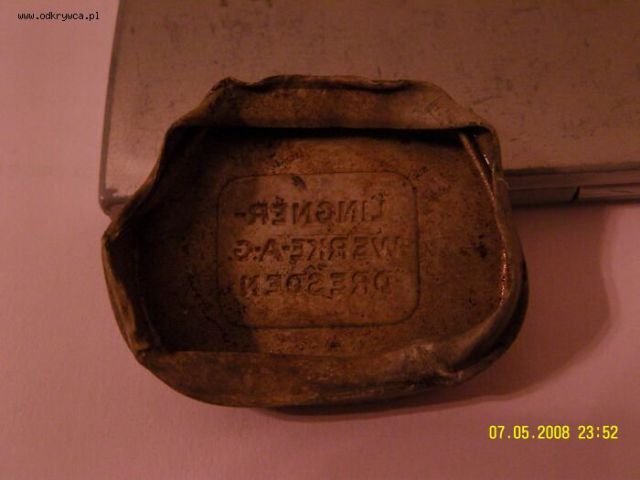 www.odkrywca.pl
LINGNER-
WERKE-A-G
DRESDEN
07.05.2008 23:52